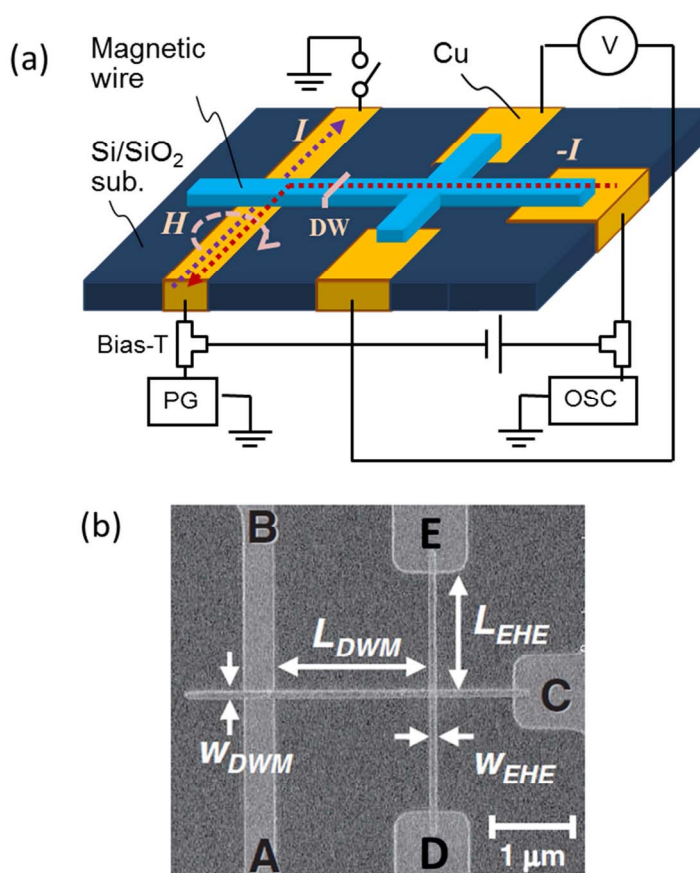 (a)
Magnetic
wire
Cu
V
Si/SiO2
sub.
I
-I
H
DW
Bias-T
PG
OSC
(b)
B
E
LDWM
LEHE
C
wDWM
wEHE
A
D
1 μm